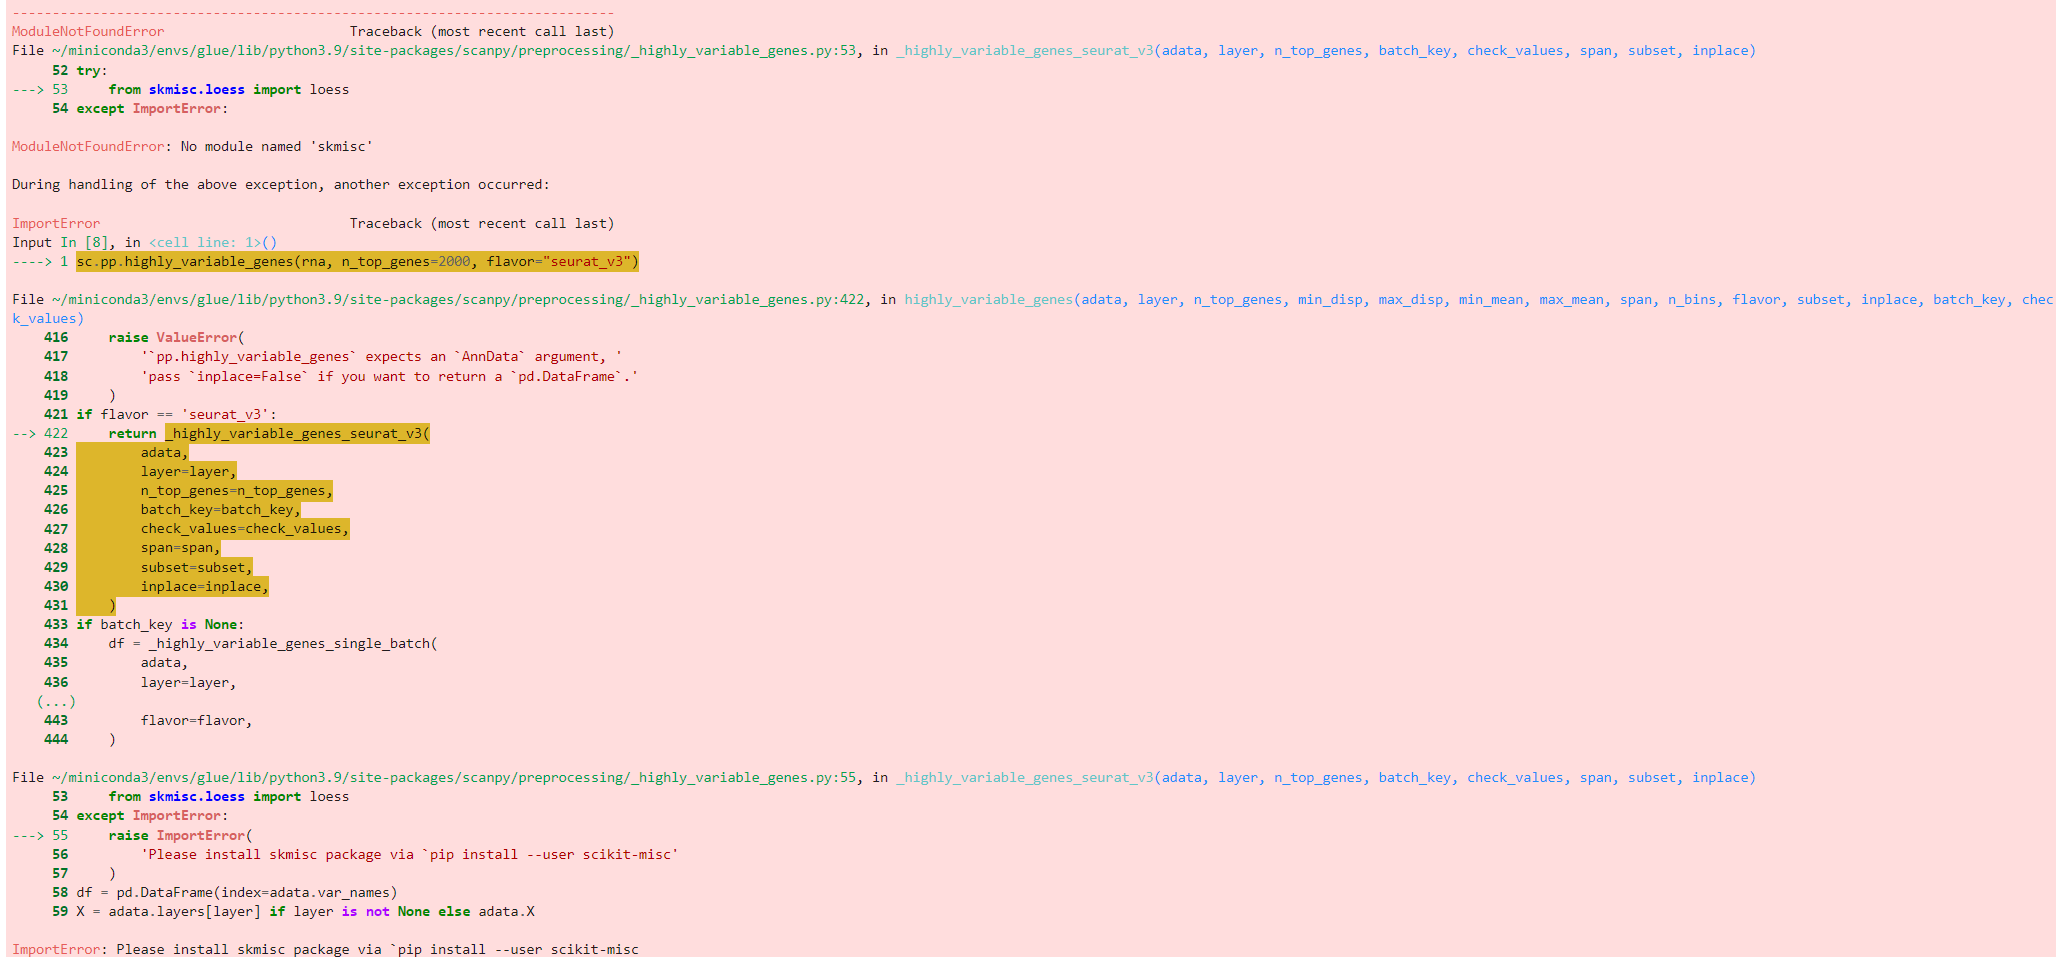 ---------------------------------------------------------------------------
ModuleNotFoundError                       Traceback (most recent call last)
File ~/miniconda3/envs/glue/lib/python3.9/site-packages/scanpy/preprocessing/_highly_variable_genes.py:53, in _highly_variable_genes_seurat_v3(adata, layer, n_top_genes, batch_key, check_values, span, subset, inplace)
     52 try:
---> 53     from skmisc.loess import loess
     54 except ImportError:
ModuleNotFoundError: No module named 'skmisc'
During handling of the above exception, another exception occurred:
ImportError                               Traceback (most recent call last)
Input In [8], in <cell line: 1>()
----> 1 sc.pp.highly_variable_genes(rna, n_top_genes=2000, flavor="seurat_v3")
File ~/miniconda3/envs/glue/lib/python3.9/site-packages/scanpy/preprocessing/_highly_variable_genes.py:422, in highly_variable_genes(adata, layer, n_top_genes, min_disp, max_disp, min_mean, max_mean, span, n_bins, flavor, subset, inplace, batch_key, chec
k_values)
    416     raise ValueError(
    417         '`pp.highly_variable_genes` expects an `AnnData` argument, '
    418         'pass `inplace=False` if you want to return a `pd.DataFrame`.'
    419     )
    421 if flavor == 'seurat_v3':
--> 422     return _highly_variable_genes_seurat_v3(
    423         adata,
    424         layer=layer,
    425         n_top_genes=n_top_genes,
    426         batch_key=batch_key,
    427         check_values=check_values,
    428         span=span,
    429         subset=subset,
    430         inplace=inplace,
    431     )
    433 if batch_key is None:
    434     df = _highly_variable_genes_single_batch(
    435         adata,
    436         layer=layer,
   (...)
    443         flavor=flavor,
    444     )
File ~/miniconda3/envs/glue/lib/python3.9/site-packages/scanpy/preprocessing/_highly_variable_genes.py:55, in _highly_variable_genes_seurat_v3(adata, layer, n_top_genes, batch_key, check_values, span, subset, inplace)
     53     from skmisc.loess import loess
     54 except ImportError:
---> 55     raise ImportError(
     56         'Please install skmisc package via `pip install --user scikit-misc'
     57     )
     58 df = pd.DataFrame(index=adata.var_names)
     59 X = adata.layers[layer] if layer is not None else adata.X
ImportError: Please install skmisc package via `pip install --user scikit-misc